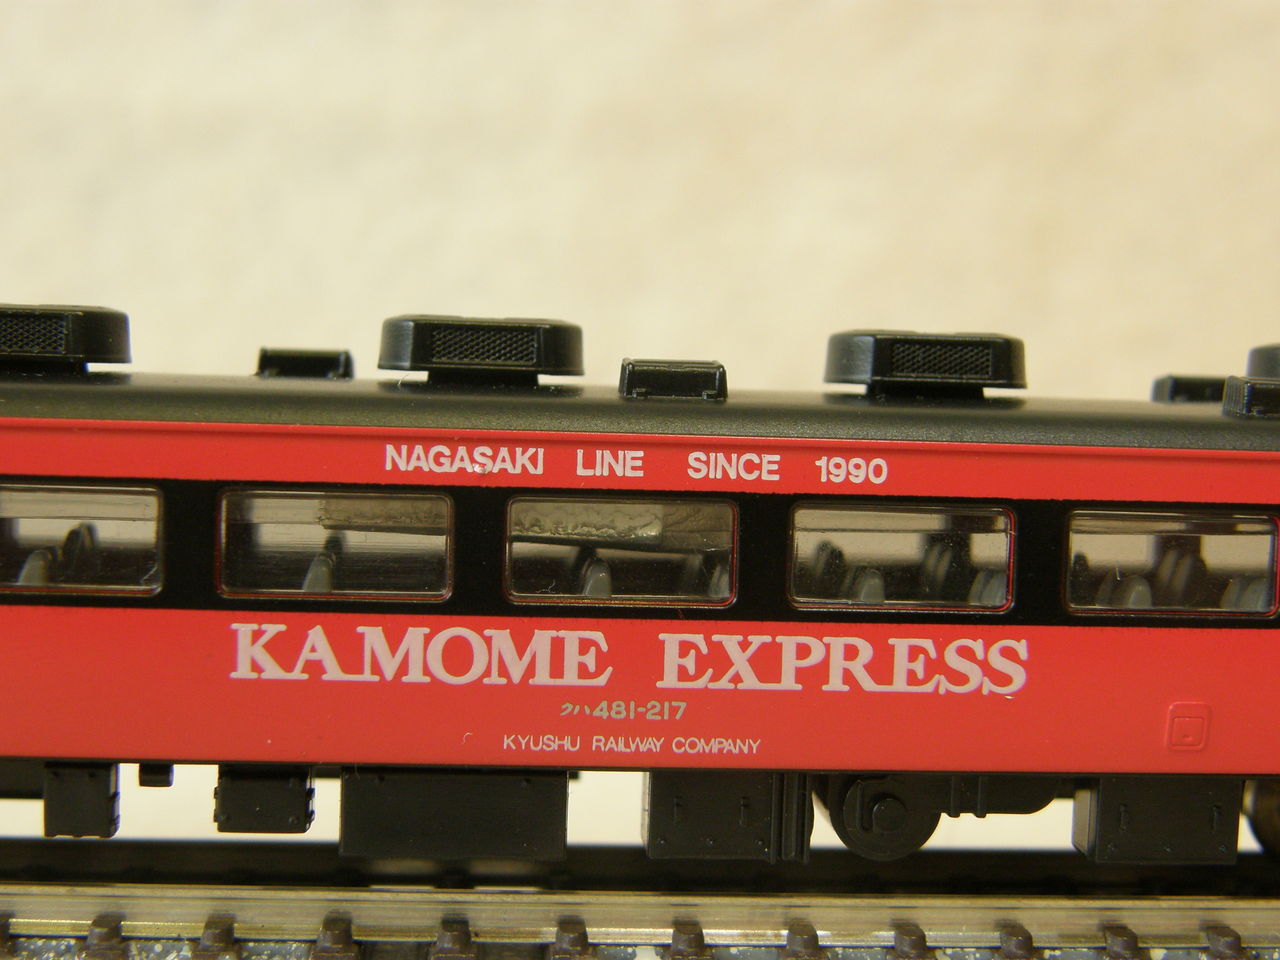 NAGASAKI LINE SINCE 1990
KAMOME EXPRESS
クハ481-217
KYUSHU RAILWAY COMPANY